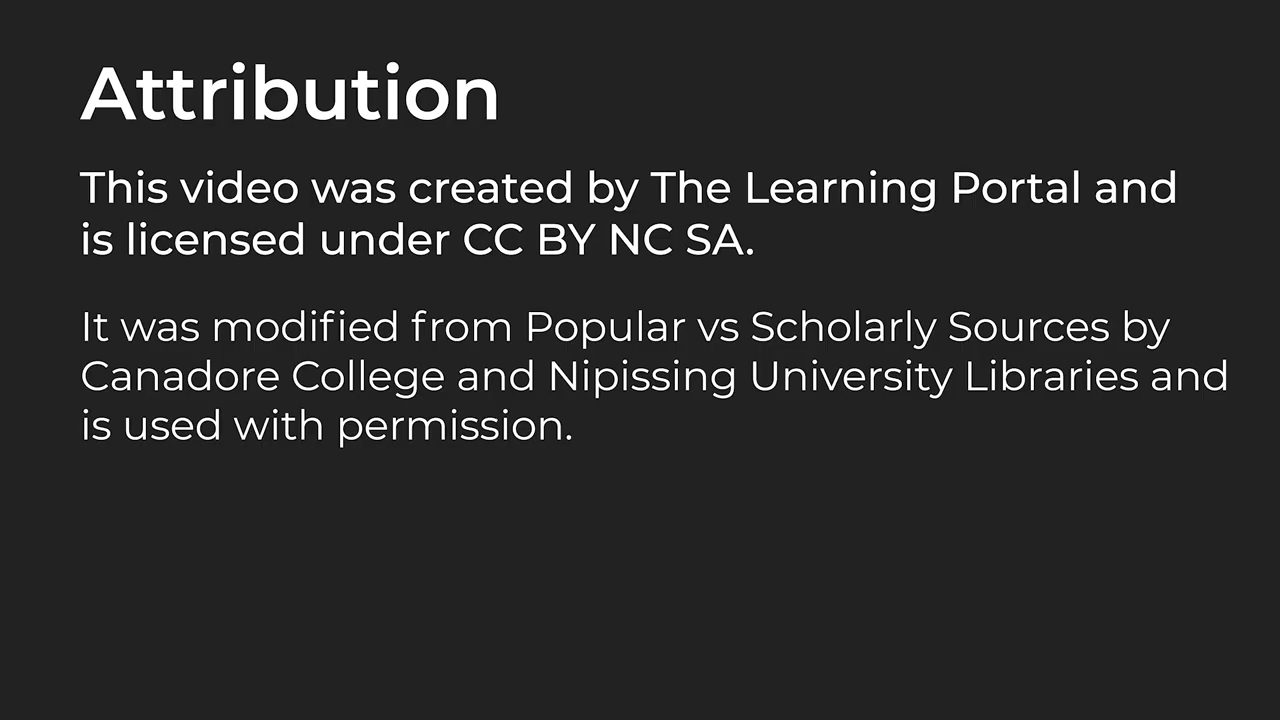 Attribution
This video was created by The Learning Portal and
is licensed under CC BY NC SA.
It was modified from Popular vs Scholarly Sources by
Canadore College and Nipissing University Libraries and
is used with permission.